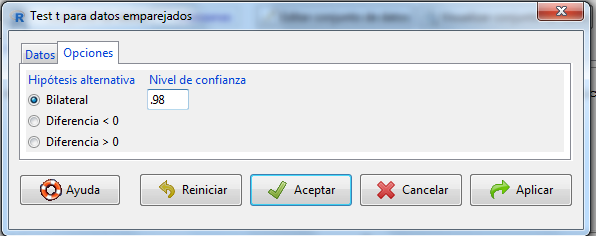 Test t para datos emparejados
Datos Opciones
Hipótesis alternativa Nivel de confianza
Bilateral .98
Diferencia < 0
Diferencia > 0
Ayuda Reiniciar Aceptar Cancelar Aplicar